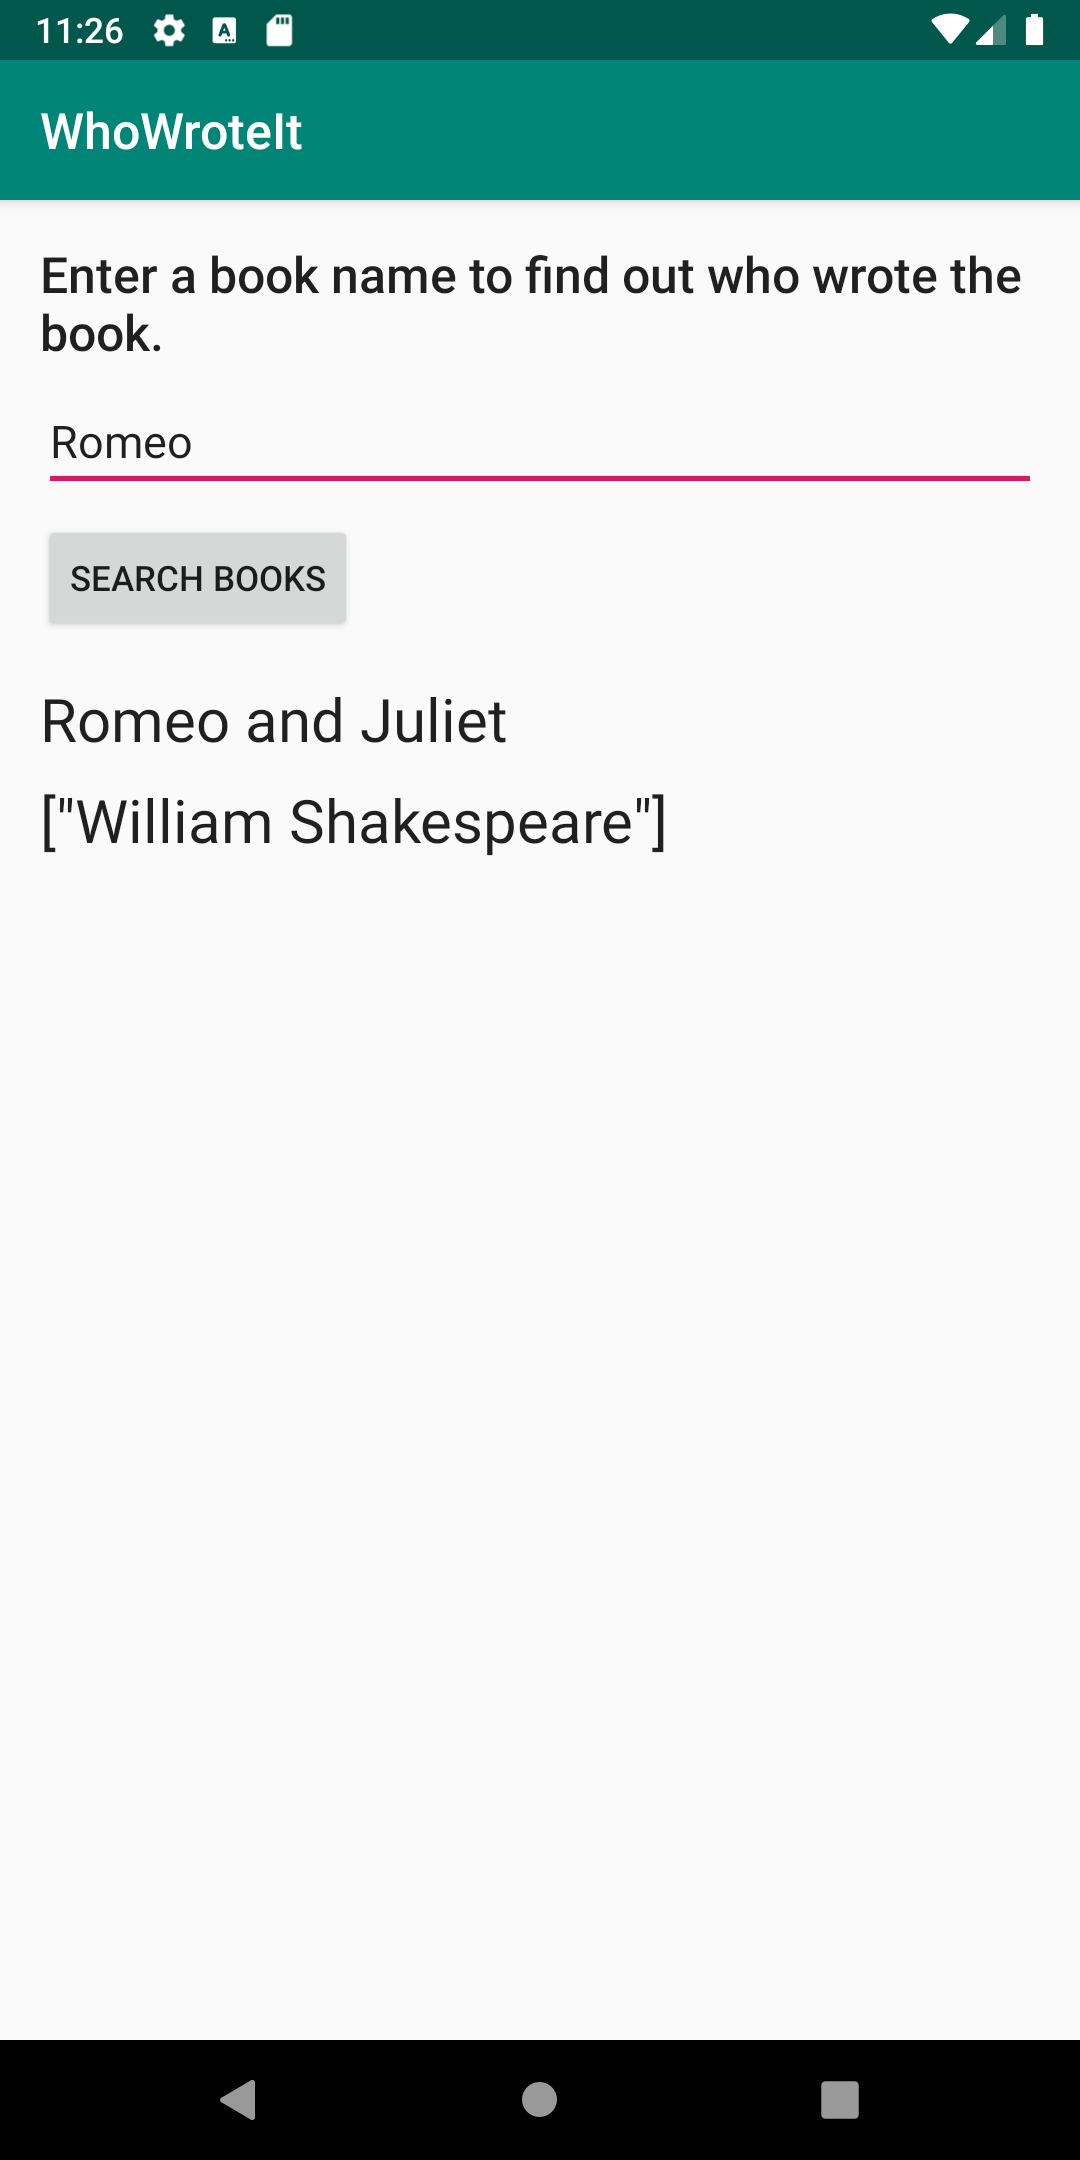 11:26
WhoWroteIt
Enter a book name to find out who wrote the
book.
Romeo
SEARCH BOOKS
Romeo and Juliet
["William Shakespeare"]